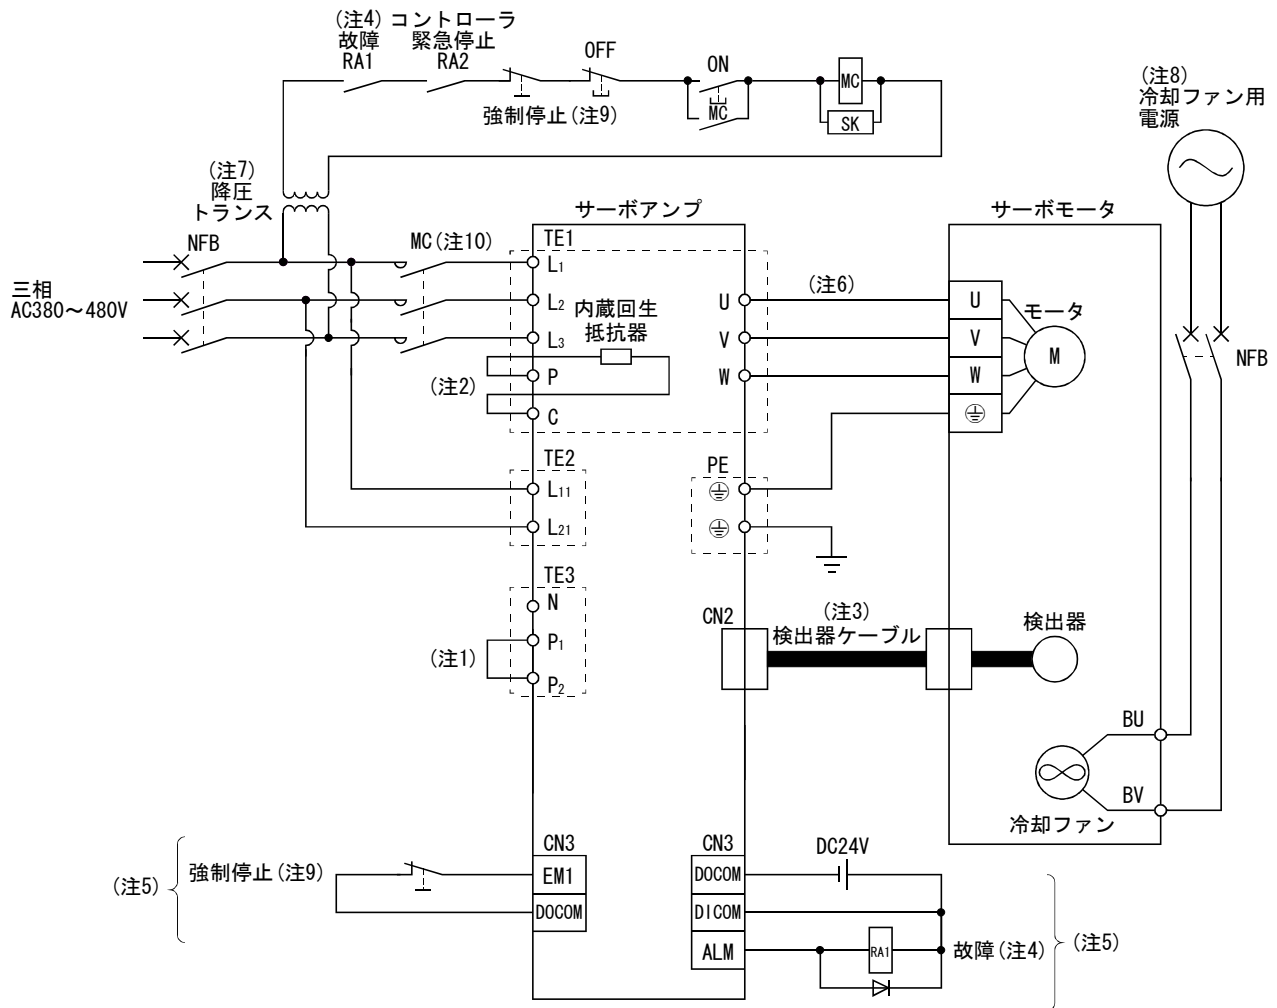 (注4) コントローラ
故障 緊急停止
RA1 RA2
OFF
ON
MC
MC
SK
強制停止(注9)
(注8)
冷却ファン用
電源
(注7)
降圧
トランス
サーボアンプ
サーボモータ
NFB
MC(注10)
TE1
L1
三相
AC380～480V
L2
内蔵回生
抵抗器
U
(注6)
U
モータ
L3
V
V
M
NFB
(注2)
P
W
W
C
TE2
PE
L11
L21
TE3
N
CN2
(注3)
検出器ケーブル
検出器
(注1)
P1
P2
BU
BV
冷却ファン
CN3
CN3
DC24V
(注5)
強制停止(注9)
EM1
DOCOM
DOCOM
DICOM
ALM
RA1
故障(注4)
(注5)